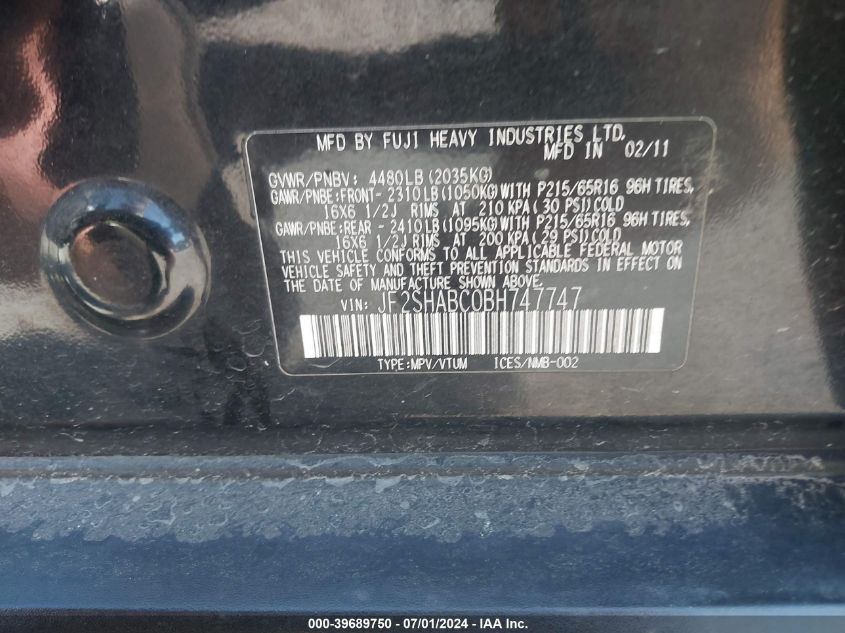 MFD BY FUJI HEAVY INDUSTRIES LTD.
MFD IN 02/11
GVWR/PNBV: 4480LB (2035KG)
GAWR/PNBE:FRONT- 2310LB (1050KG) WITH P215/65R16 96H TIRES,
16X6 1/2J RIMS AT 210 KPA ( 30 PSI) COLD
GAWR/PNBE:REAR - 2410LB (1095KG) WITH P215/65R16 96H TIRES,
16X6 1/2J RIMS AT 200 KPA (29 PSI) COLD
THIS VEHICLE CONFORMS TO ALL APPLICABLE FEDERAL MOTOR
VEHICLE SAFETY AND THEFT PREVENTION STANDARDS IN EFFECT ON
THE DATE OF MANUFACTURE SHOWN ABOVE.
VIN: JF2SHABC0BH747747
TYPE:MPV/VTUM ICES/NMB-002
000-39689750 / 07/01/2024 - IAA Inc.